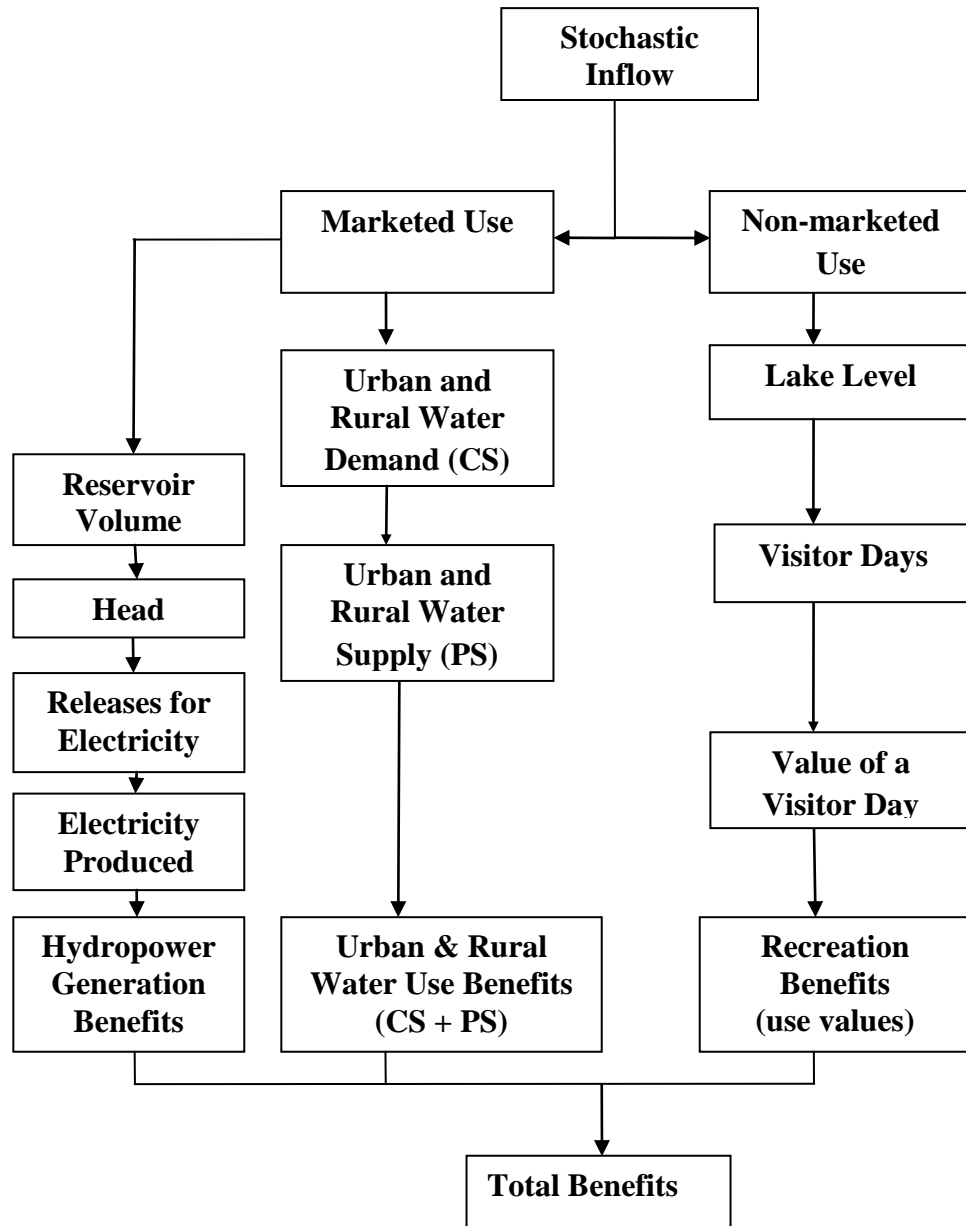 Stochastic
Inflow
Marketed Use
Non-marketed
Use
Urban and
Rural Water
Demand (CS)
Lake Level
Reservoir
Volume
Urban and
Rural Water
Supply (PS)
Visitor Days
Head
Releases for
Electricity
Value of a
Visitor Day
Electricity
Produced
Hydropower
Generation
Benefits
Urban & Rural
Water Use Benefits
(CS + PS)
Recreation
Benefits
(use values)
Total Benefits